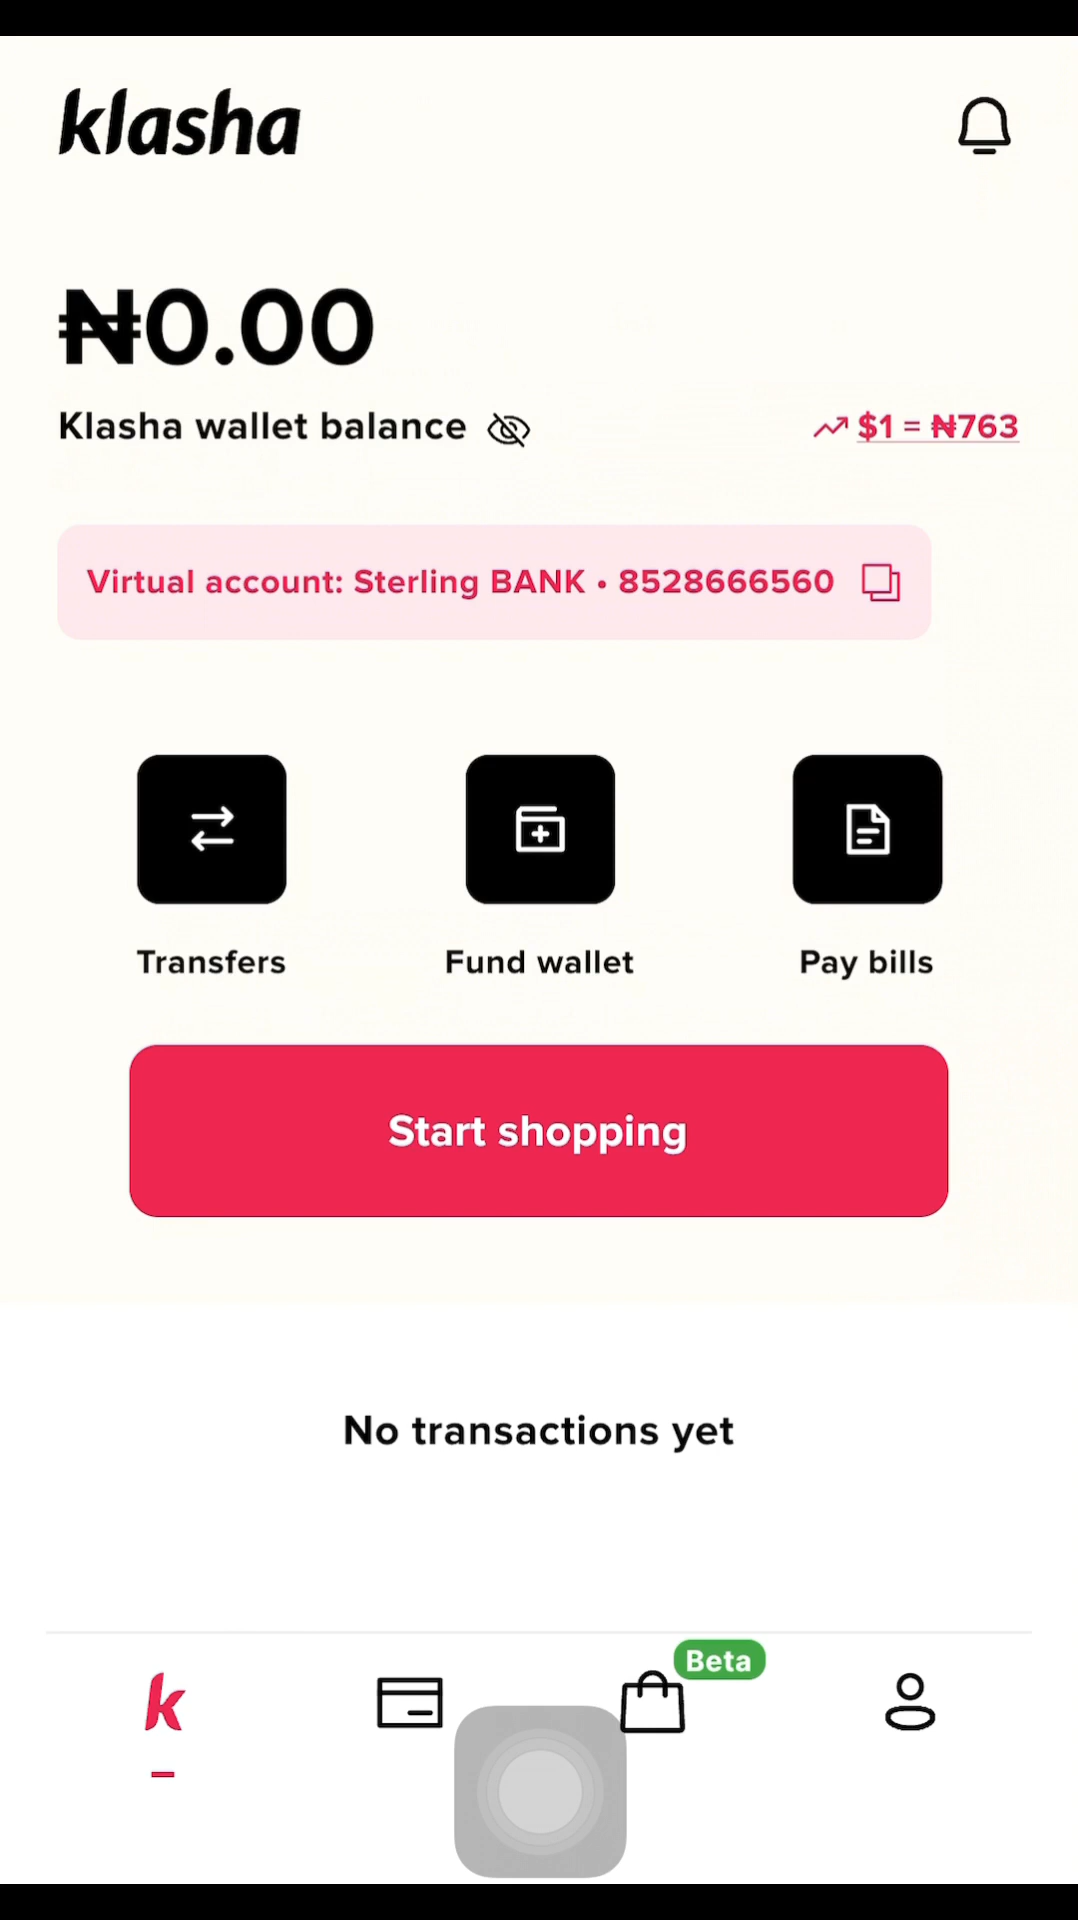 klasha
₦0.00
Klasha wallet balance
$1 = ₦763
Virtual account: Sterling BANK • 8528666560
Transfers
Fund wallet
Pay bills
Start shopping
No transactions yet
Beta
k